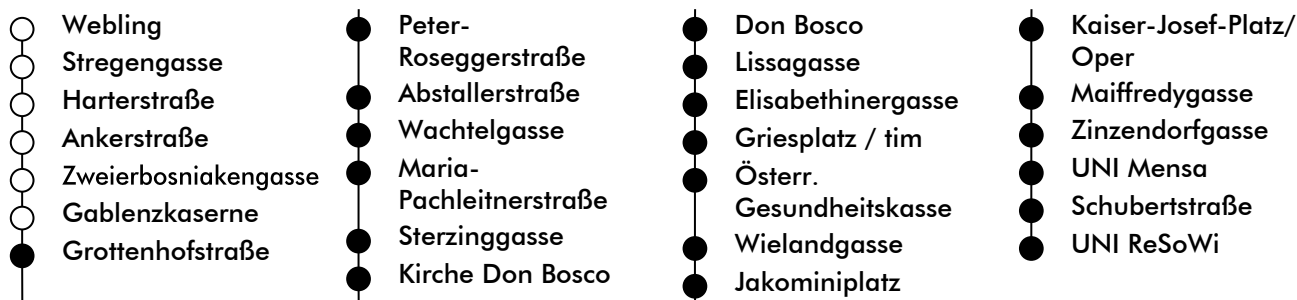 Webling
Stregengasse
Harterstraße
Ankerstraße
Zweierbosniakengasse
Gablenzkaserne
Grottenhofstraße
Peter-
Roseggerstraße
Abstallerstraße
Wachtelgasse
Maria-
Pachleitnerstraße
Sterzinggasse
Kirche Don Bosco
Don Bosco
Lissagasse
Elisabethinergasse
Griesplatz / tim
Österr.
Gesundheitskasse
Wielandgasse
Jakominiplatz
Kaiser-Josef-Platz/
Oper
Maiffredygasse
Zinzendorfgasse
UNI Mensa
Schubertstraße
UNI ReSoWi